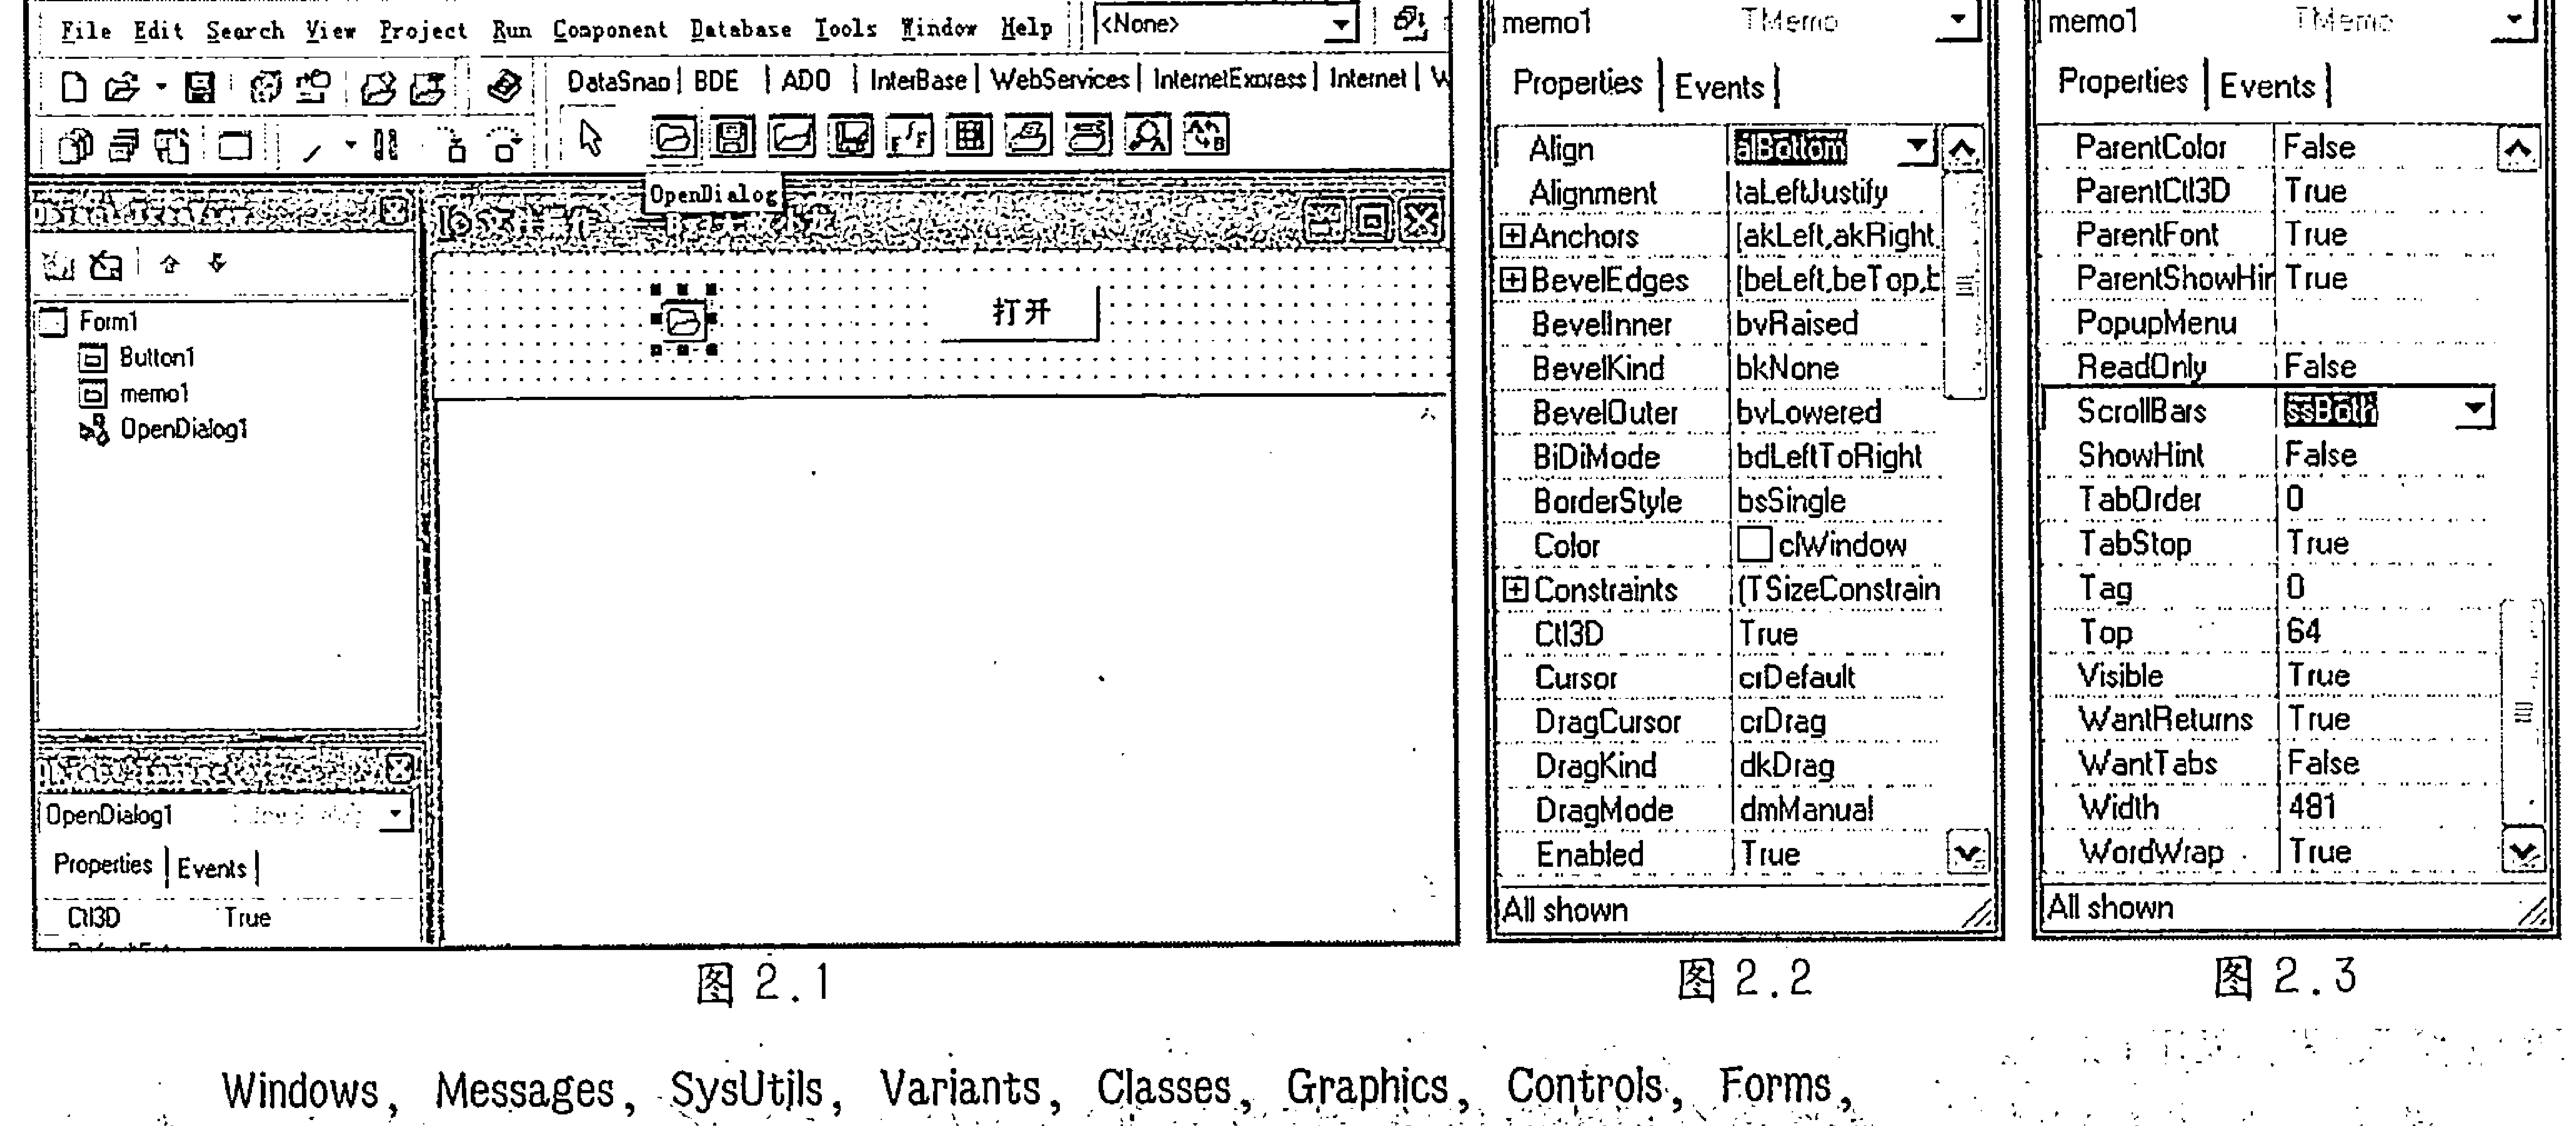 File Edit Search View Project Run Component Database Tools Window Help
<None>
DataSnap BDE ADO InterBase WebServices InternetExpress Internet W
OpenDialog
Form1
Button1
memo1
OpenDialog1
OpenDialog1
Properties Events
Ctl3D True
打开
图 2.1
memo1 TMemo
Properties Events
Align alBottom
Alignment taLeftJustify
Anchors [akLeft,akRight,
BevelEdges [beLeft,beTop,b
BevelInner bvRaised
BevelKind bkNone
BevelOuter bvLowered
BiDiMode bdLeftToRight
BorderStyle bsSingle
Color clWindow
Constraints (TSizeConstrain
Ctl3D True
Cursor crDefault
DragCursor crDrag
DragKind dkDrag
DragMode dmManual
Enabled True
All shown
图 2.2
memo1 TMemo
Properties Events
ParentColor False
ParentCtl3D True
ParentFont True
ParentShowHin True
PopupMenu
ReadOnly False
ScrollBars ssBoth
ShowHint False
TabOrder 0
TabStop True
Tag 0
Top 64
Visible True
WantReturns True
WantTabs False
Width 481
WordWrap True
All shown
图 2.3
Windows, Messages, SysUtils, Variants, Classes, Graphics, Controls, Forms,